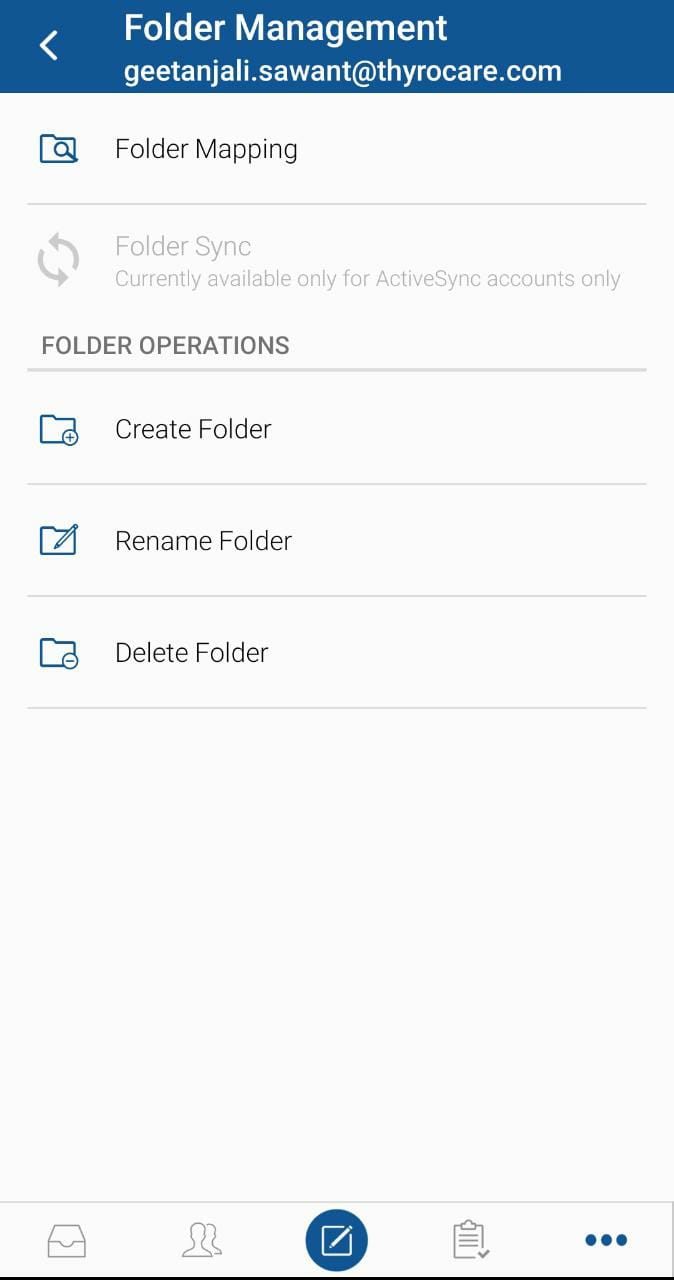 Folder Management
geetanjali.sawant@thyrocare.com
Folder Mapping
Folder Sync
Currently available only for ActiveSync accounts only
FOLDER OPERATIONS
Create Folder
Rename Folder
Delete Folder